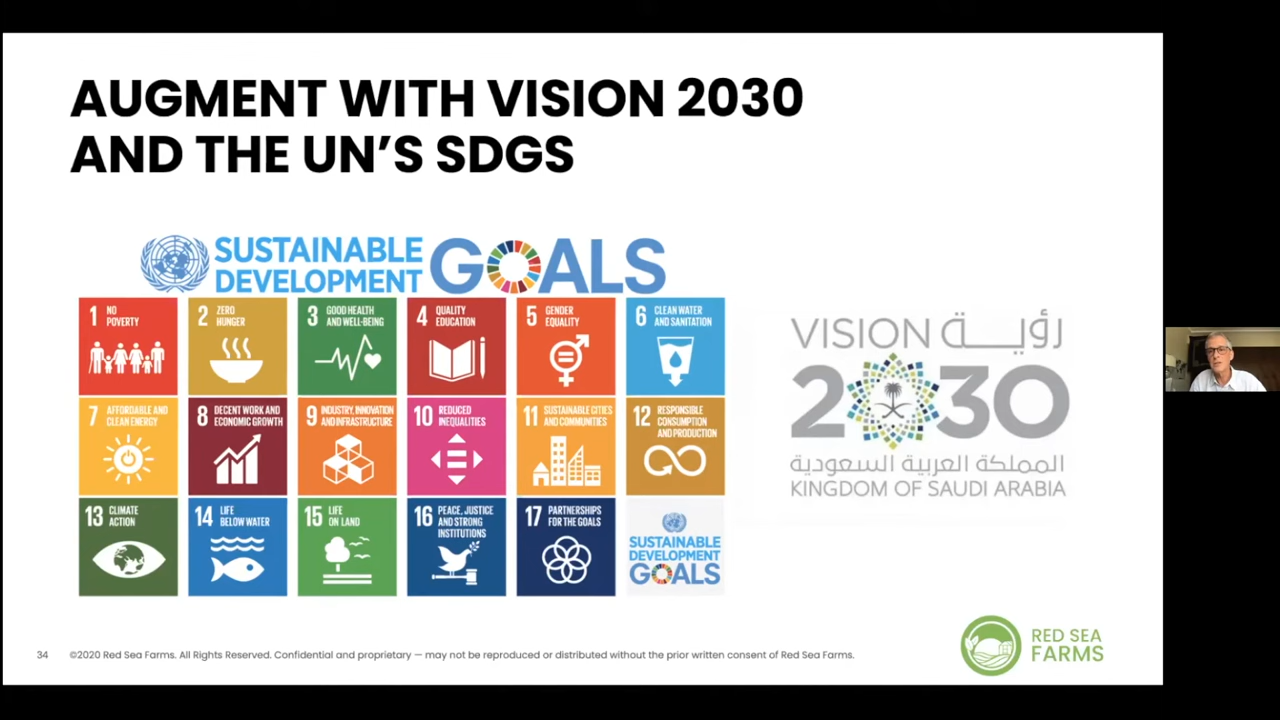 AUGMENT WITH VISION 2030
AND THE UN'S SDGS
SUSTAINABLE
DEVELOPMENT
GOALS
1 NO
POVERTY
2 ZERO
HUNGER
3 GOOD HEALTH
AND WELL-BEING
4 QUALITY
EDUCATION
5 GENDER
EQUALITY
6 CLEAN WATER
AND SANITATION
7 AFFORDABLE AND
CLEAN ENERGY
8 DECENT WORK AND
ECONOMIC GROWTH
9 INDUSTRY, INNOVATION
AND INFRASTRUCTURE
10 REDUCED
INEQUALITIES
11 SUSTAINABLE CITIES
AND COMMUNITIES
12 RESPONSIBLE
CONSUMPTION
AND PRODUCTION
13 CLIMATE
ACTION
14 LIFE
BELOW WATER
15 LIFE
ON LAND
16 PEACE, JUSTICE
AND STRONG
INSTITUTIONS
17 PARTNERSHIPS
FOR THE GOALS
SUSTAINABLE
DEVELOPMENT
GOALS
VISION رؤيــة
2030
المملكة العربية السعودية
KINGDOM OF SAUDI ARABIA
34 ©2020 Red Sea Farms. All Rights Reserved. Confidential and proprietary — may not be reproduced or distributed without the prior written consent of Red Sea Farms.
RED SEA
FARMS